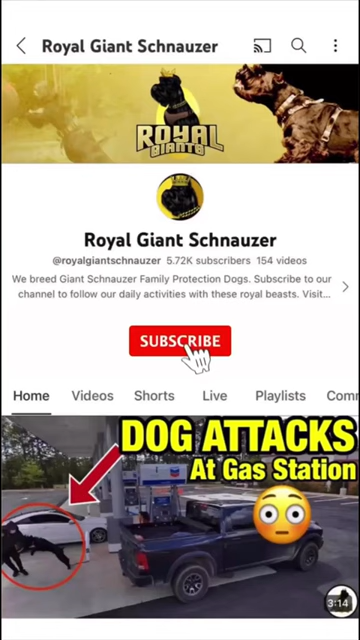 Royal Giant Schnauzer
ROYAL
GIANTS
Royal Giant Schnauzer
@royalgiantschnauzer 5.72K subscribers 154 videos
We breed Giant Schnauzer Family Protection Dogs. Subscribe to our
channel to follow our daily activities with these royal beasts. Visit...
SUBSCRIBE
Home Videos Shorts Live Playlists Comm
DOG ATTACKS
At Gas Station
3:14